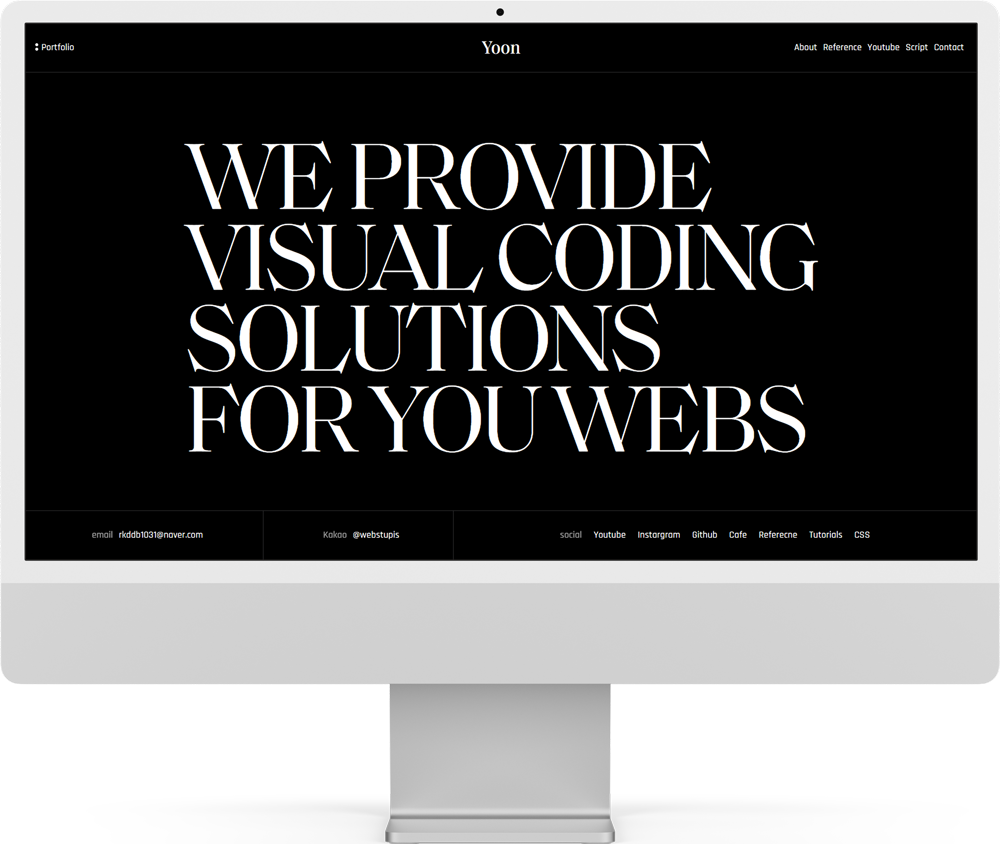 Portfolio
Yoon
About Reference Youtube Script Contact
WE PROVIDE
VISUAL CODING
SOLUTIONS
FOR YOU WEBS
email rkddb1031@naver.com
Kakao @webstupis
social Youtube Instargram Github Cafe Referecne Tutorials CSS